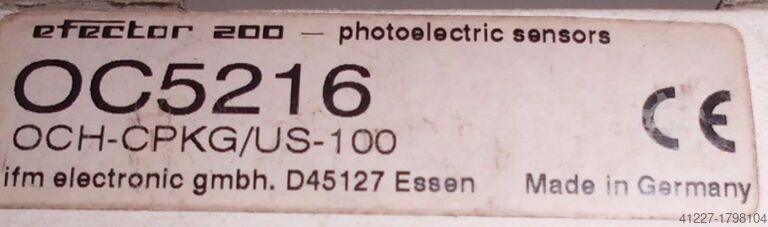 efector 200 — photoelectric sensors
OC5216
CE
OCH-CPKG/US-100
ifm electronic gmbh. D45127 Essen Made in Germany
41227-1798104